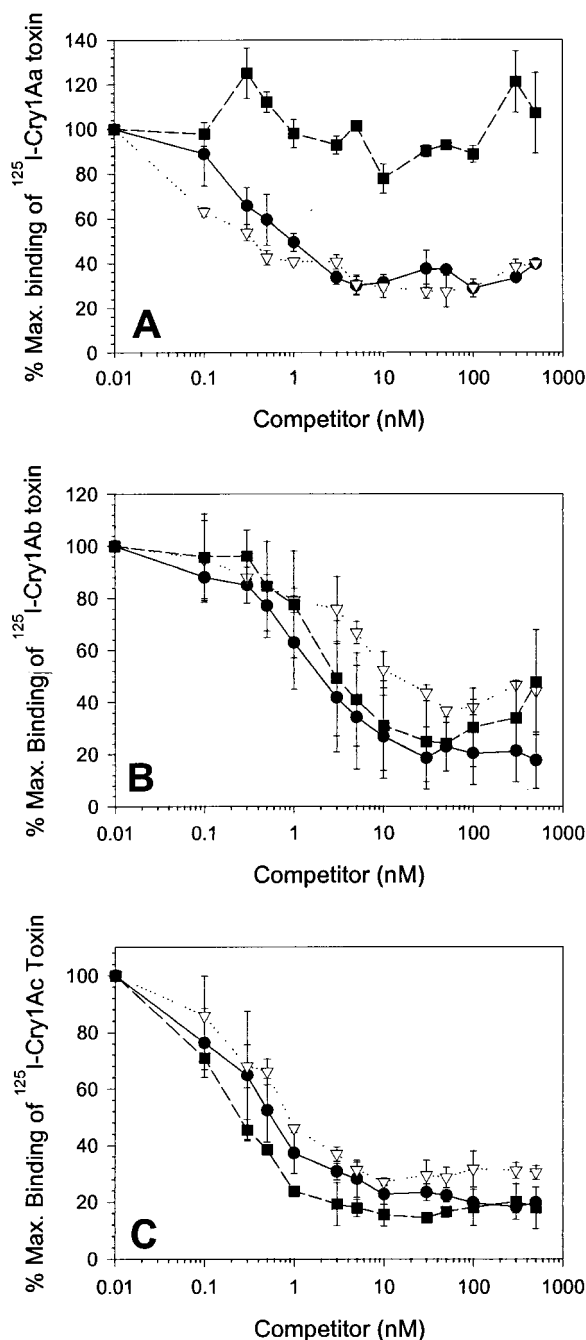 140
120
100
80
60
40
20
0
% Max. binding of ¹²⁵I-Cry1Aa toxin
A
0.01 0.1 1 10 100 1000
Competitor (nM)
120
100
80
60
40
20
0
% Max. Binding of ¹²⁵I-Cry1Ab toxin
B
0.01 0.1 1 10 100 1000
Competitor (nM)
100
80
60
40
20
0
% Max. Binding of ¹²⁵I-Cry1Ac Toxin
C
0.01 0.1 1 10 100 1000
Competitor (nM)